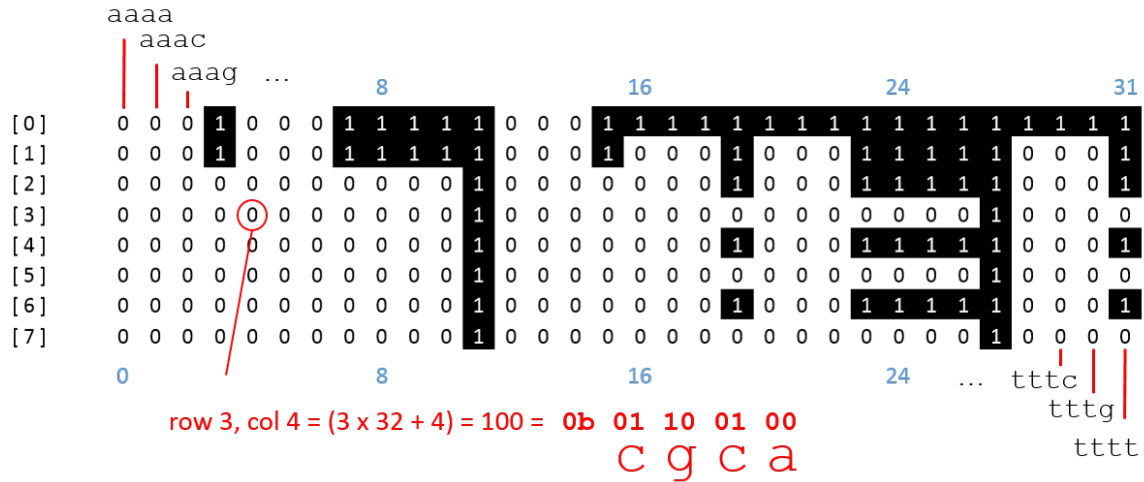 aaaa
aaac
aaag ...
8 16 24 31
[0] 0 0 0 1 0 0 0 1 1 1 1 1 0 0 0 1 1 1 1 1 1 1 1 1 1 1 1 1 1 1 1 1
[1] 0 0 0 1 0 0 0 1 1 1 1 1 0 0 0 1 0 0 0 1 0 0 0 1 1 1 1 1 0 0 0 1
[2] 0 0 0 0 0 0 0 0 0 0 0 1 0 0 0 0 0 0 0 1 0 0 0 1 1 1 1 1 0 0 0 1
[3] 0 0 0 0 0 0 0 0 0 0 0 1 0 0 0 0 0 0 0 0 0 0 0 0 0 0 0 1 0 0 0 0
[4] 0 0 0 0 0 0 0 0 0 0 0 1 0 0 0 0 0 0 0 1 0 0 0 1 1 1 1 1 0 0 0 1
[5] 0 0 0 0 0 0 0 0 0 0 0 1 0 0 0 0 0 0 0 0 0 0 0 0 0 0 0 1 0 0 0 0
[6] 0 0 0 0 0 0 0 0 0 0 0 1 0 0 0 0 0 0 0 1 0 0 0 1 1 1 1 1 0 0 0 1
[7] 0 0 0 0 0 0 0 0 0 0 0 1 0 0 0 0 0 0 0 0 0 0 0 0 0 0 0 1 0 0 0 0
0 8 16 24 ... tttc
tttg
tttt
row 3, col 4 = (3 x 32 + 4) = 100 = 0b 01 10 01 00
c g c a